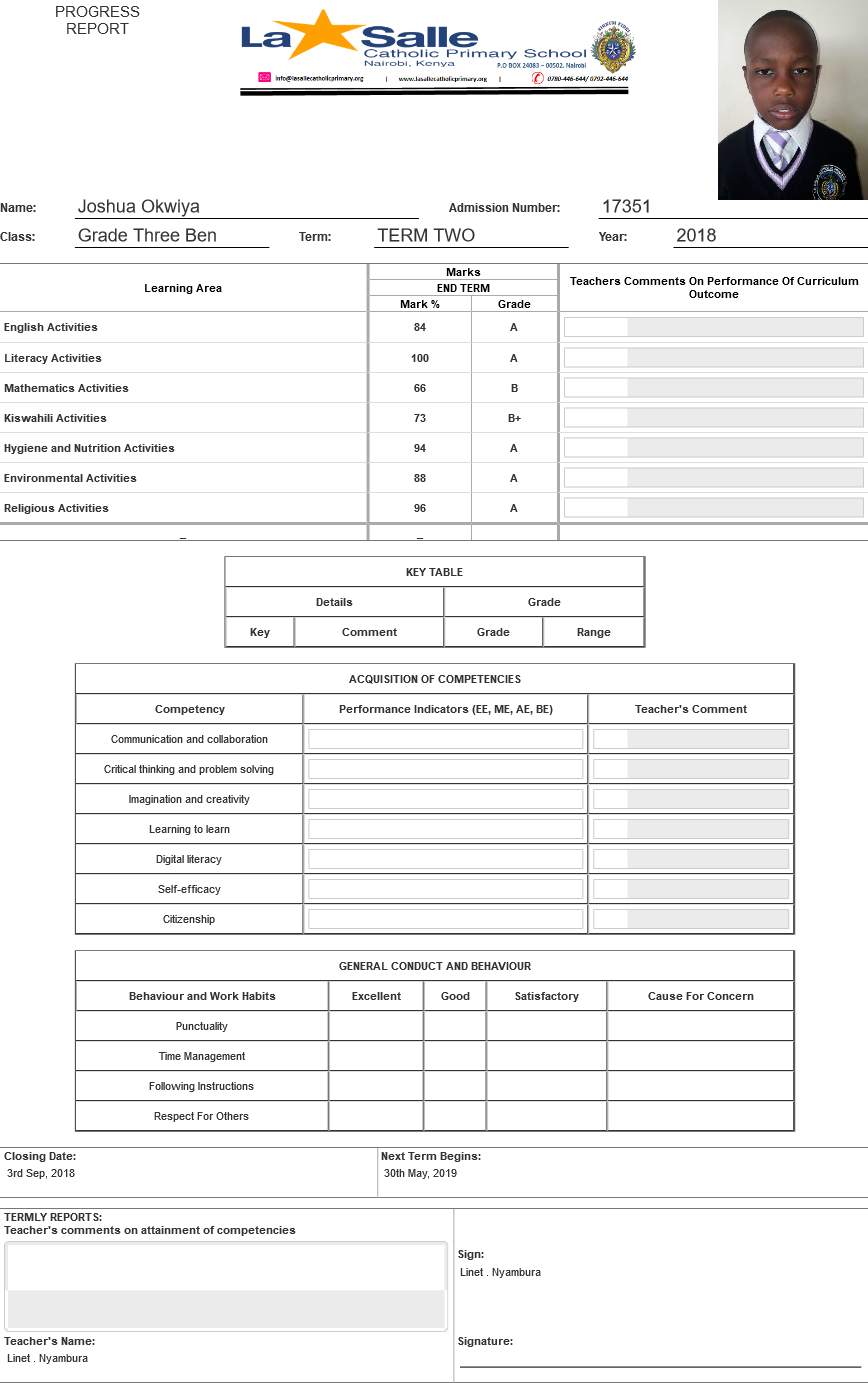 PROGRESS
REPORT
La Salle
Catholic Primary School
Nairobi, Kenya
P.O BOX 24083 – 00502, Nairobi
info@lasallecatholicprimary.org | www.lasallecatholicprimary.org | 0780-446-644/ 0792-446-644
Name: Joshua Okwiya Admission Number: 17351
Class: Grade Three Ben Term: TERM TWO Year: 2018
Learning Area Marks Teachers Comments On Performance Of Curriculum Outcome
END TERM
Mark % Grade
English Activities 84 A
Literacy Activities 100 A
Mathematics Activities 66 B
Kiswahili Activities 73 B+
Hygiene and Nutrition Activities 94 A
Environmental Activities 88 A
Religious Activities 96 A
_ _
KEY TABLE
Details Grade
Key Comment Grade Range
ACQUISITION OF COMPETENCIES
Competency Performance Indicators (EE, ME, AE, BE) Teacher's Comment
Communication and collaboration
Critical thinking and problem solving
Imagination and creativity
Learning to learn
Digital literacy
Self-efficacy
Citizenship
GENERAL CONDUCT AND BEHAVIOUR
Behaviour and Work Habits Excellent Good Satisfactory Cause For Concern
Punctuality
Time Management
Following Instructions
Respect For Others
Closing Date: Next Term Begins:
3rd Sep, 2018 30th May, 2019
TERMLY REPORTS:
Teacher's comments on attainment of competencies
Sign:
Linet . Nyambura
Teacher's Name: Signature:
Linet . Nyambura